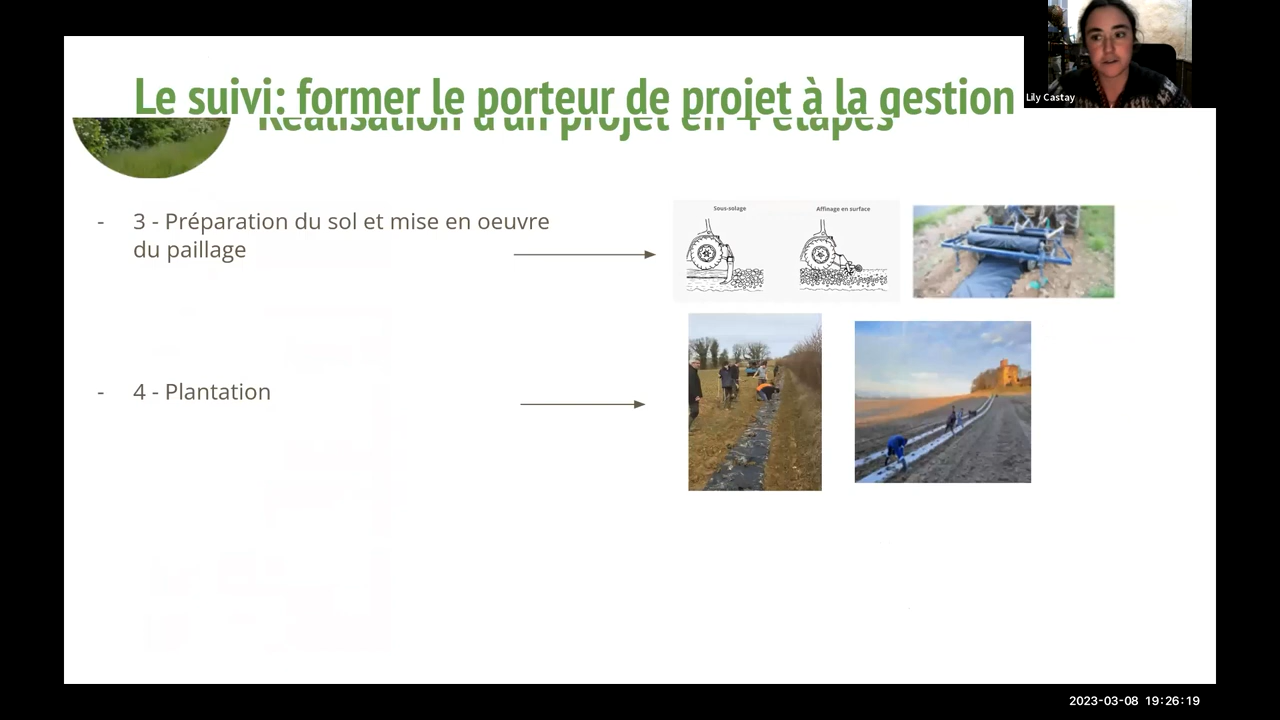 Lily Castay
Le suivi: former le porteur de projet à la gestion
Réalisation d'un projet en 4 étapes
- 3 - Préparation du sol et mise en oeuvre
du paillage
Sous-solage
Affinage en surface
- 4 - Plantation
2023-03-08 19:26:19